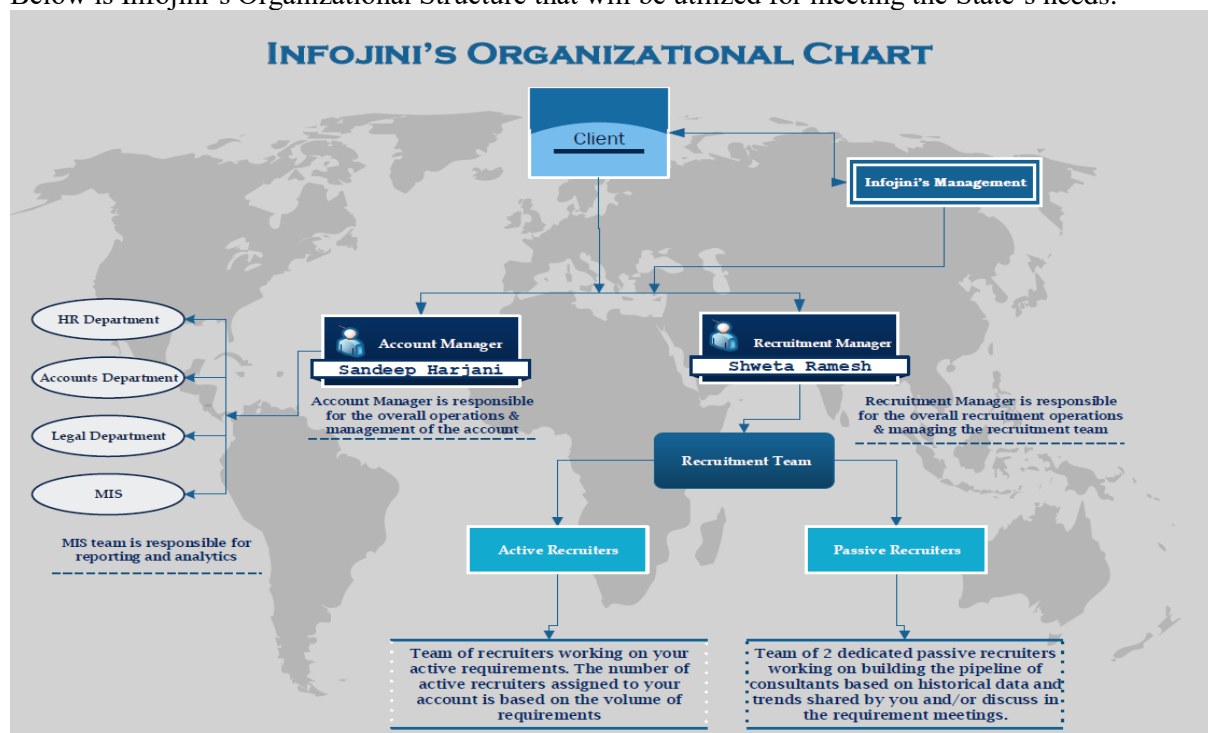 Below is Infojini's Organizational Structure that will be utilized for meeting the State's needs.
INFOJINI'S ORGANIZATIONAL CHART
Client
Infojini's Management
HR Department
Accounts Department
Legal Department
MIS
MIS team is responsible for
reporting and analytics
Account Manager
Sandeep Harjani
Account Manager is responsible
for the overall operations &
management of the account
Recruitment Manager
Shweta Ramesh
Recruitment Manager is responsible
for the overall recruitment operations
& managing the recruitment team
Recruitment Team
Active Recruiters
Passive Recruiters
Team of recruiters working on your
active requirements. The number of
active recruiters assigned to your
account is based on the volume of
requirements
Team of 2 dedicated passive recruiters
working on building the pipeline of
consultants based on historical data and
trends shared by you and/or discuss in
the requirement meetings.